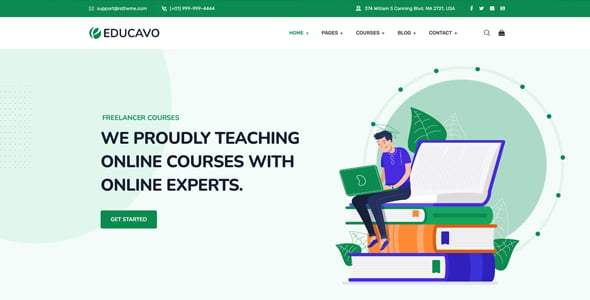 support@rstheme.com
(+01) 999-999-4444
374 William S Canning Blvd, MA 2721, USA
EDUCAVO
HOME +
PAGES +
COURSES +
BLOG +
CONTACT +
FREELANCER COURSES
WE PROUDLY TEACHING
ONLINE COURSES WITH
ONLINE EXPERTS.
GET STARTED